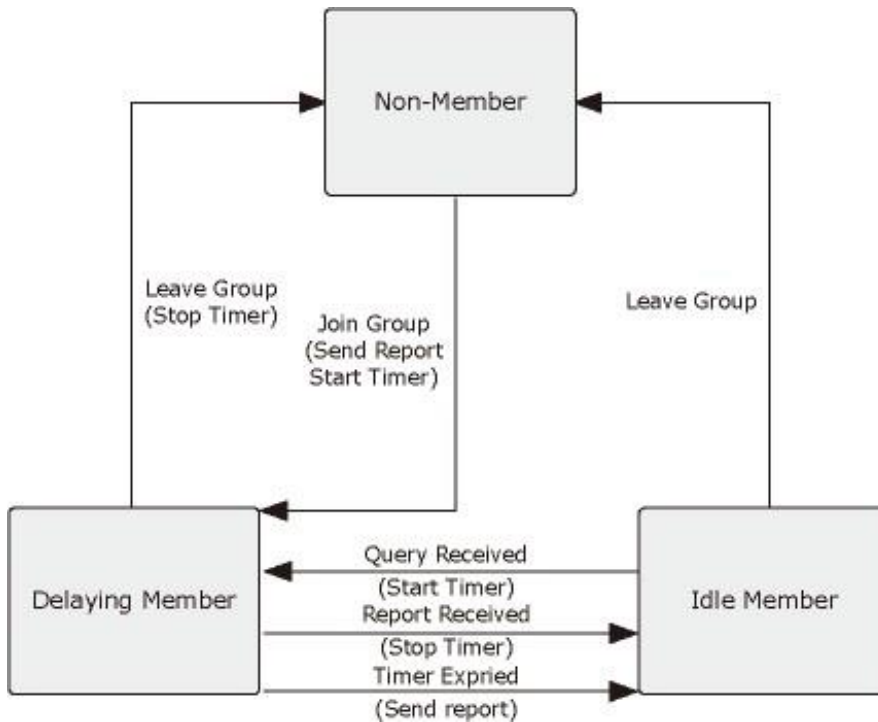 Non-Member
Leave Group
(Stop Timer)
Join Group
(Send Report
Start Timer)
Leave Group
Delaying Member
Query Received
(Start Timer)
Report Received
(Stop Timer)
Timer Expried
(Send report)
Idle Member